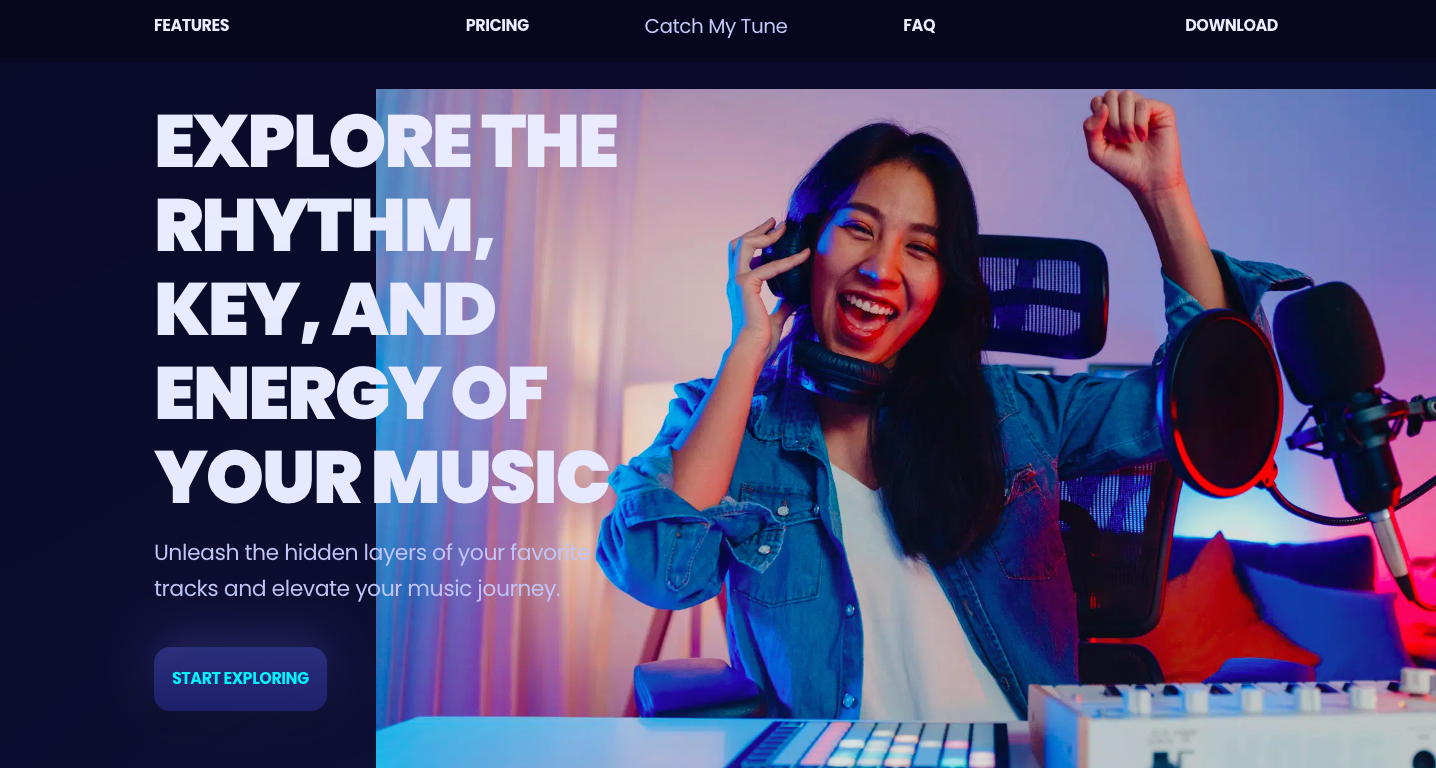 FEATURES
PRICING
Catch My Tune
FAQ
DOWNLOAD
EXPLORE THE
RHYTHM,
KEY, AND
ENERGY OF
YOUR MUSIC
Unleash the hidden layers of your favorite
tracks and elevate your music journey.
START EXPLORING